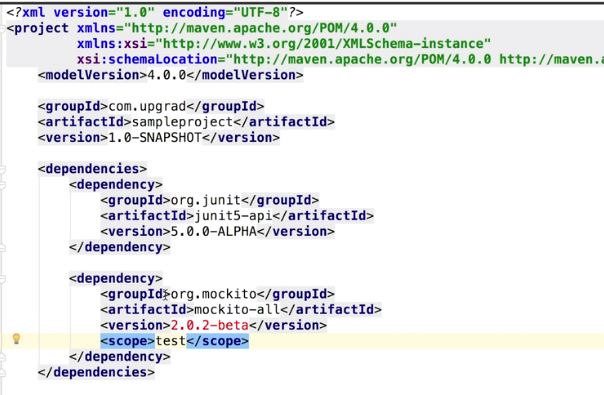 <?xml version="1.0" encoding="UTF-8"?>
<project xmlns="http://maven.apache.org/POM/4.0.0"
xmlns:xsi="http://www.w3.org/2001/XMLSchema-instance"
xsi:schemaLocation="http://maven.apache.org/POM/4.0.0 http://maven.a
<modelVersion>4.0.0</modelVersion>
<groupId>com.upgrad</groupId>
<artifactId>sampleproject</artifactId>
<version>1.0-SNAPSHOT</version>
<dependencies>
<dependency>
<groupId>org.junit</groupId>
<artifactId>junit5-api</artifactId>
<version>5.0.0-ALPHA</version>
</dependency>
<dependency>
<groupId>org.mockito</groupId>
<artifactId>mockito-all</artifactId>
<version>2.0.2-beta</version>
<scope>test</scope>
</dependency>
</dependencies>